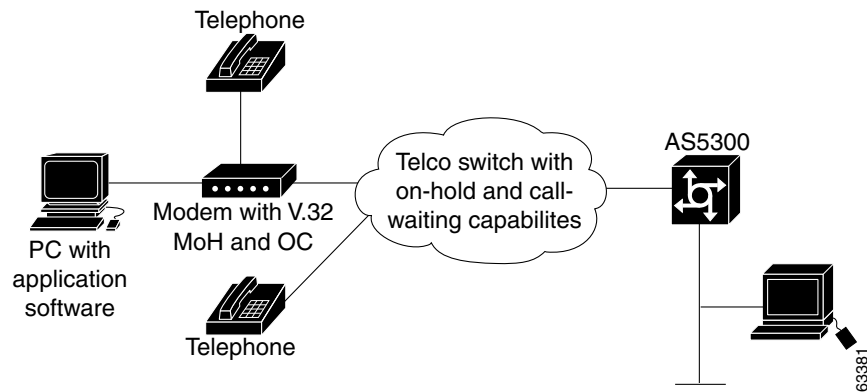 Telephone
AS5300
Telco switch with
on-hold and call-
waiting capabilites
Modem with V.32
MoH and OC
PC with
application
software
Telephone
63381